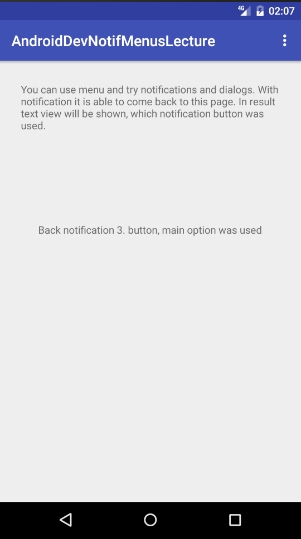 4G 02:07
AndroidDevNotifMenusLecture
You can use menu and try notifications and dialogs. With
notification it is able to come back to this page. In result
text view will be shown, which notification button was
used.
Back notification 3. button, main option was used